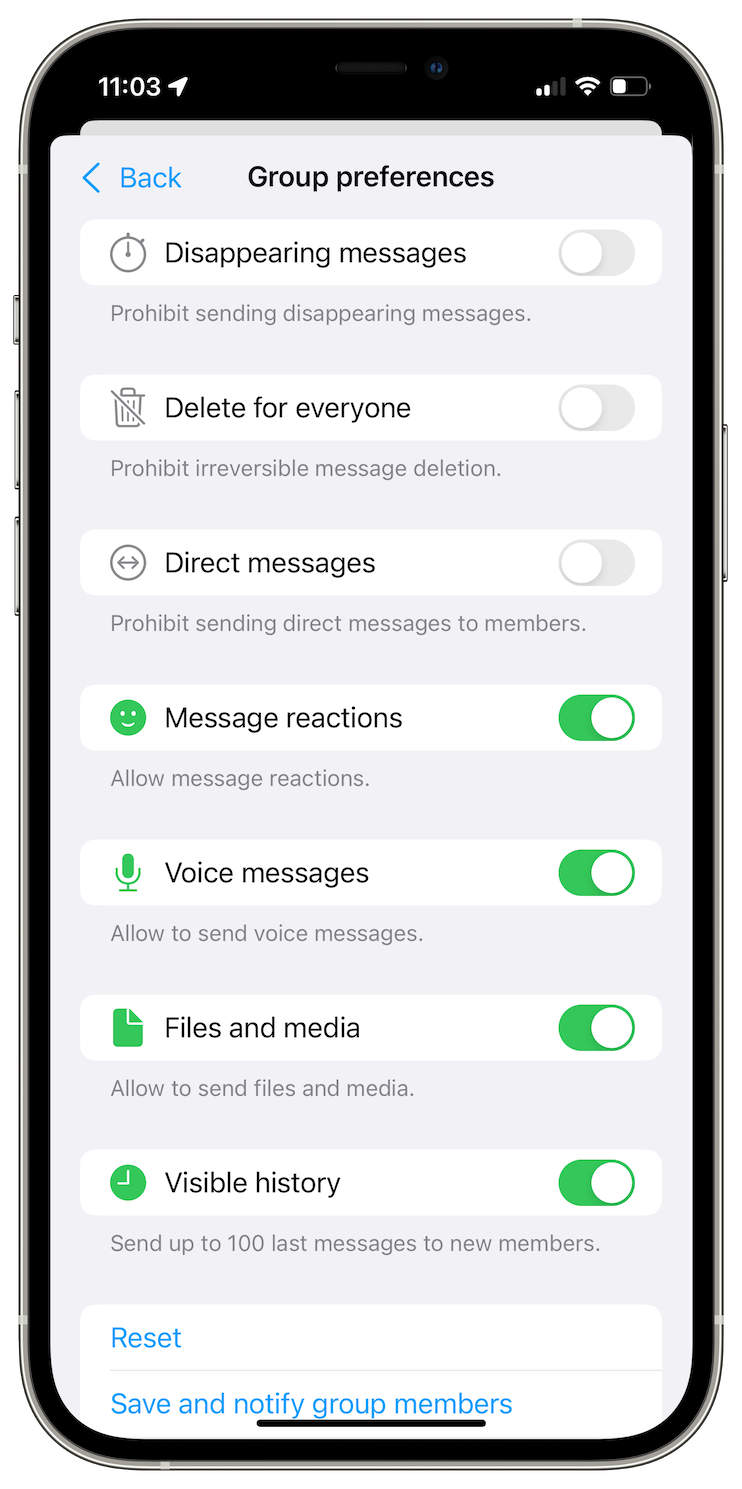 11:03
Back
Group preferences
Disappearing messages
Prohibit sending disappearing messages.
Delete for everyone
Prohibit irreversible message deletion.
Direct messages
Prohibit sending direct messages to members.
Message reactions
Allow message reactions.
Voice messages
Allow to send voice messages.
Files and media
Allow to send files and media.
Visible history
Send up to 100 last messages to new members.
Reset
Save and notify group members